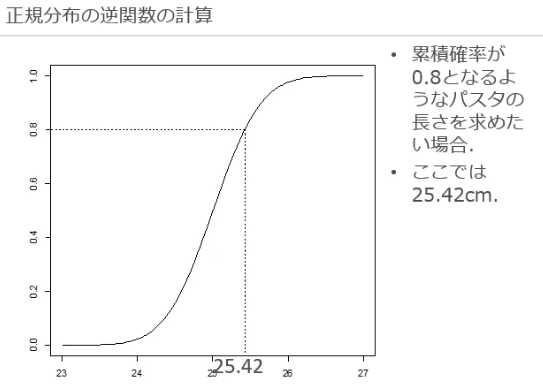 正規分布の逆関数の計算
• 累積確率が
0.8となるよ
うなパスタの
長さを求めた
い場合.
• ここでは
25.42cm.
1.0
0.8
0.6
0.4
0.2
0.0
23 24 25 26 27
25.42